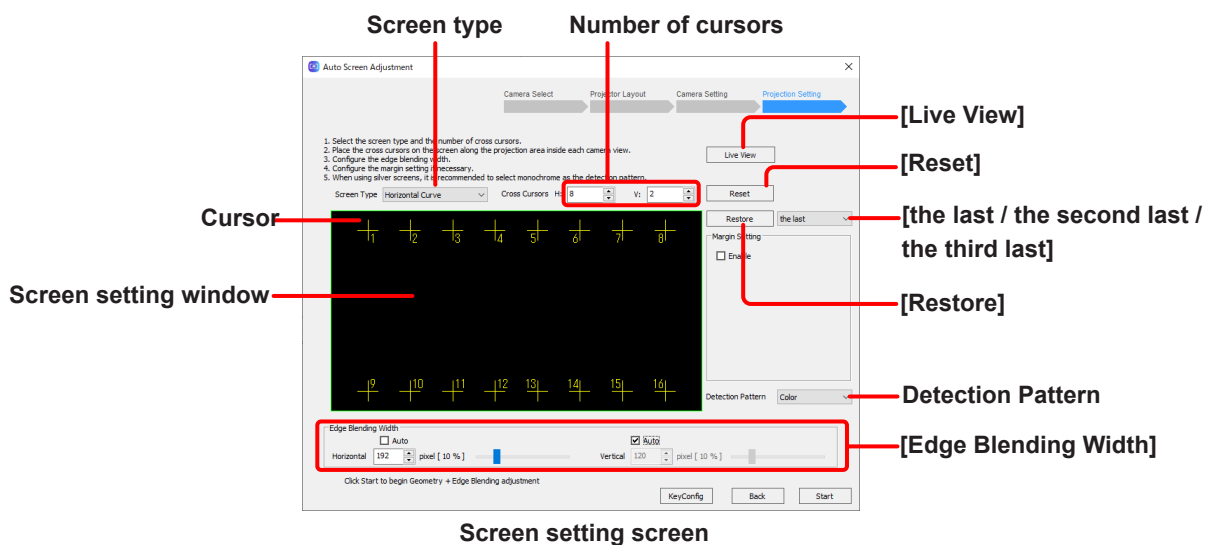 Screen type
Number of cursors
Auto Screen Adjustment
Camera Select
Projector Layout
Camera Setting
Projection Setting
1. Select the screen type and the number of cross cursors.
2. Place the cross cursors on the screen along the projection area inside each camera view.
3. Configure the edge blending width.
4. Configure the margin setting if necessary.
5. When using silver screens, it is recommended to select monochrome as the detection pattern.
Live View
[Live View]
Screen Type Horizontal Curve
Cross Cursors H: 8 V: 2
Reset
[Reset]
Cursor
Restore
the last
[the last / the second last /
the third last]
Margin Setting
Enable
1 2 3 4 5 6 7 8
Screen setting window
[Restore]
9 10 11 12 13 14 15 16
Detection Pattern Color
Detection Pattern
Edge Blending Width
Auto
Auto
[Edge Blending Width]
Horizontal 192 pixel [ 10 % ]
Vertical 120 pixel [ 10 % ]
Click Start to begin Geometry + Edge Blending adjustment
KeyConfig
Back
Start
Screen setting screen